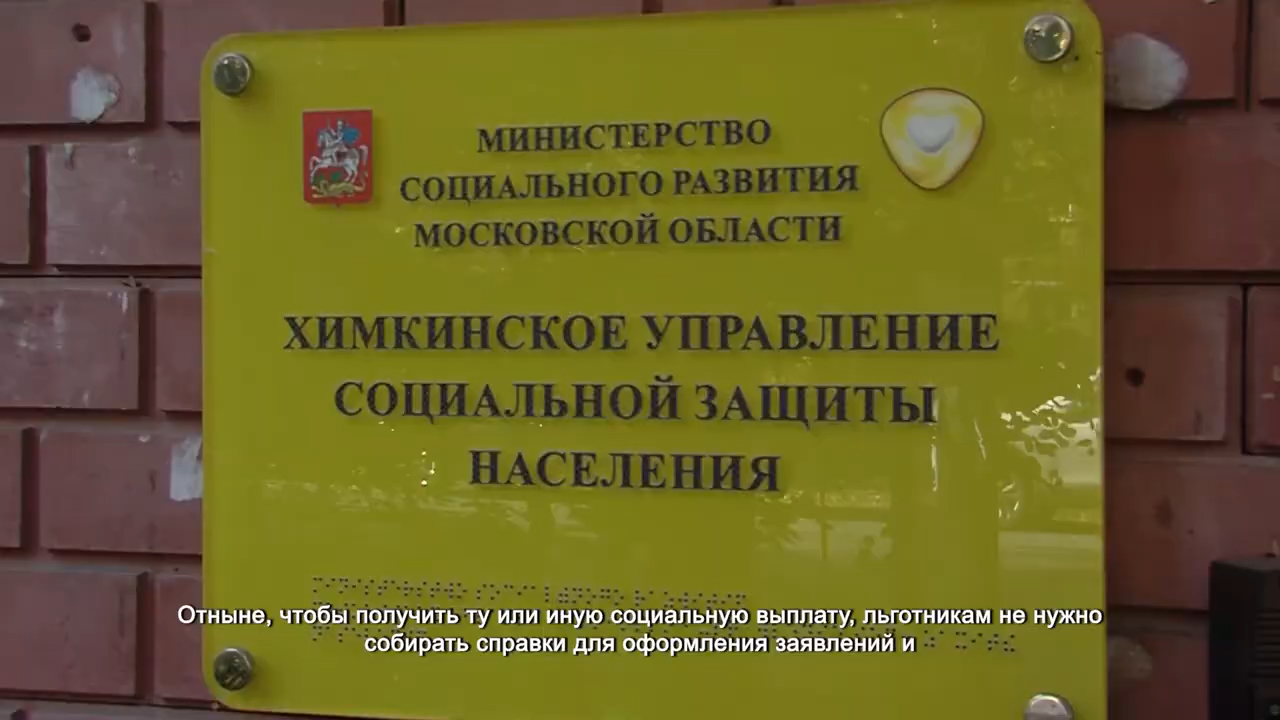 МИНИСТЕРСТВО
СОЦИАЛЬНОГО РАЗВИТИЯ
МОСКОВСКОЙ ОБЛАСТИ
ХИМКИНСКОЕ УПРАВЛЕНИЕ
СОЦИАЛЬНОЙ ЗАЩИТЫ
НАСЕЛЕНИЯ
Отныне, чтобы получить ту или иную социальную выплату, льготникам не нужно
собирать справки для оформления заявлений и